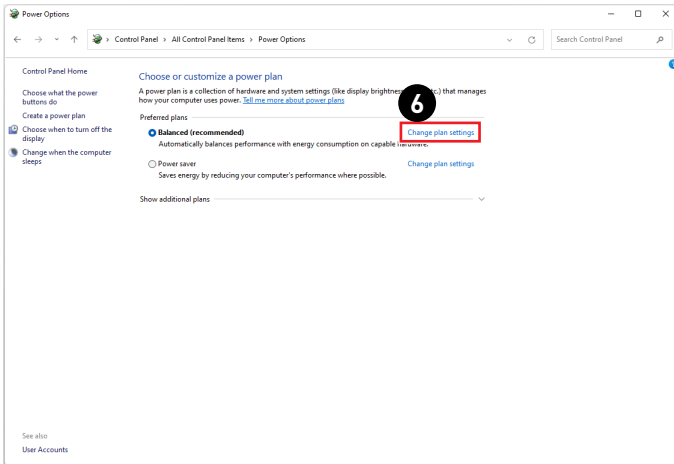 Power Options
Control Panel > All Control Panel Items > Power Options
Search Control Panel
Control Panel Home
Choose what the power
buttons do
Create a power plan
Choose when to turn off the
display
Change when the computer
sleeps
Choose or customize a power plan
A power plan is a collection of hardware and system settings (like display brightness, etc.) that manages
how your computer uses power. Tell me more about power plans
6
Preferred plans
Balanced (recommended)
Change plan settings
Automatically balances performance with energy consumption on capable hardware.
Power saver
Change plan settings
Saves energy by reducing your computer's performance where possible.
Show additional plans
See also
User Accounts